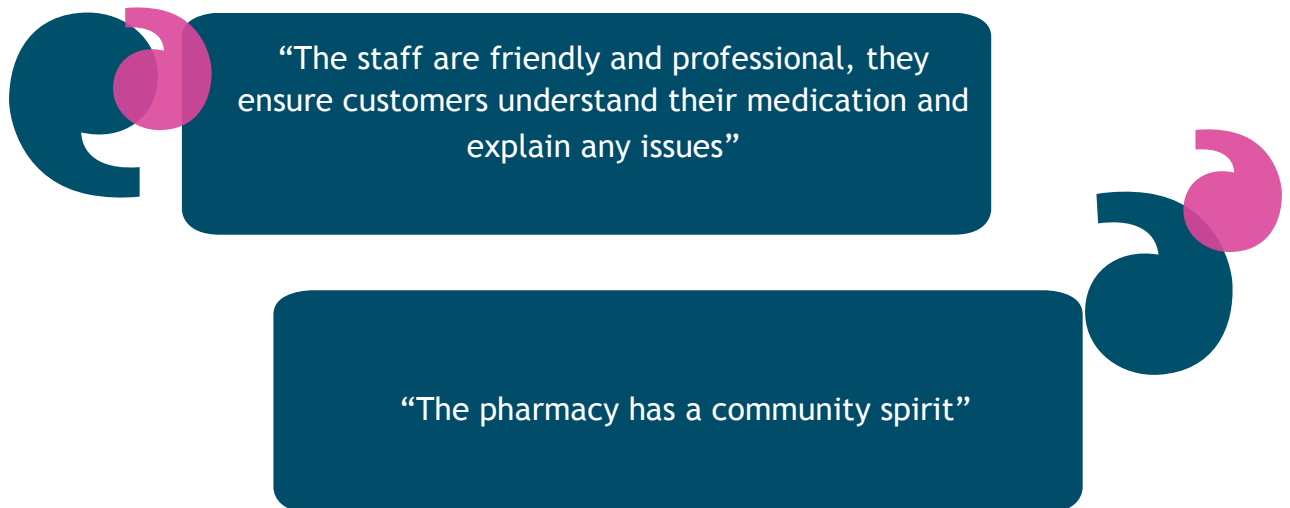 “The staff are friendly and professional, they
ensure customers understand their medication and
explain any issues”
“The pharmacy has a community spirit”